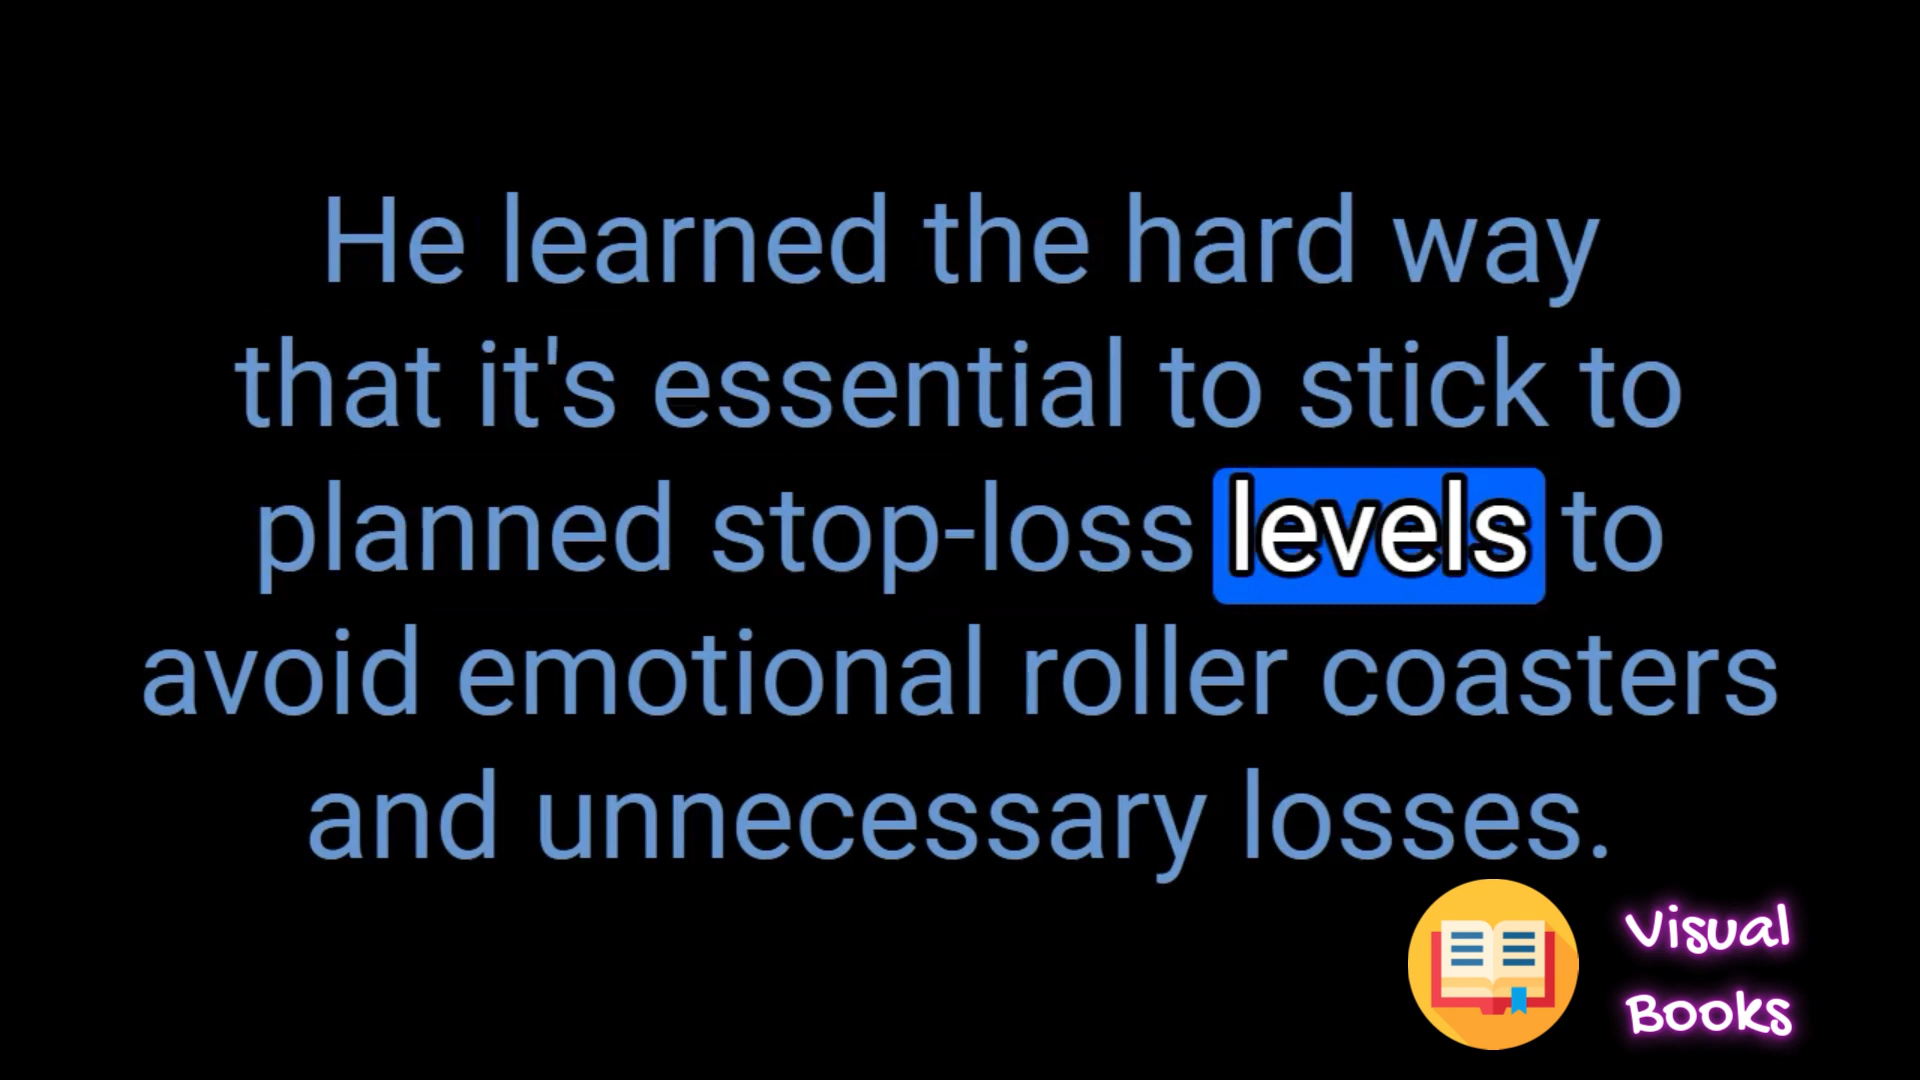 He learned the hard way
that it's essential to stick to
planned stop-loss levels to
avoid emotional roller coasters
and unnecessary losses.
Visual
Books